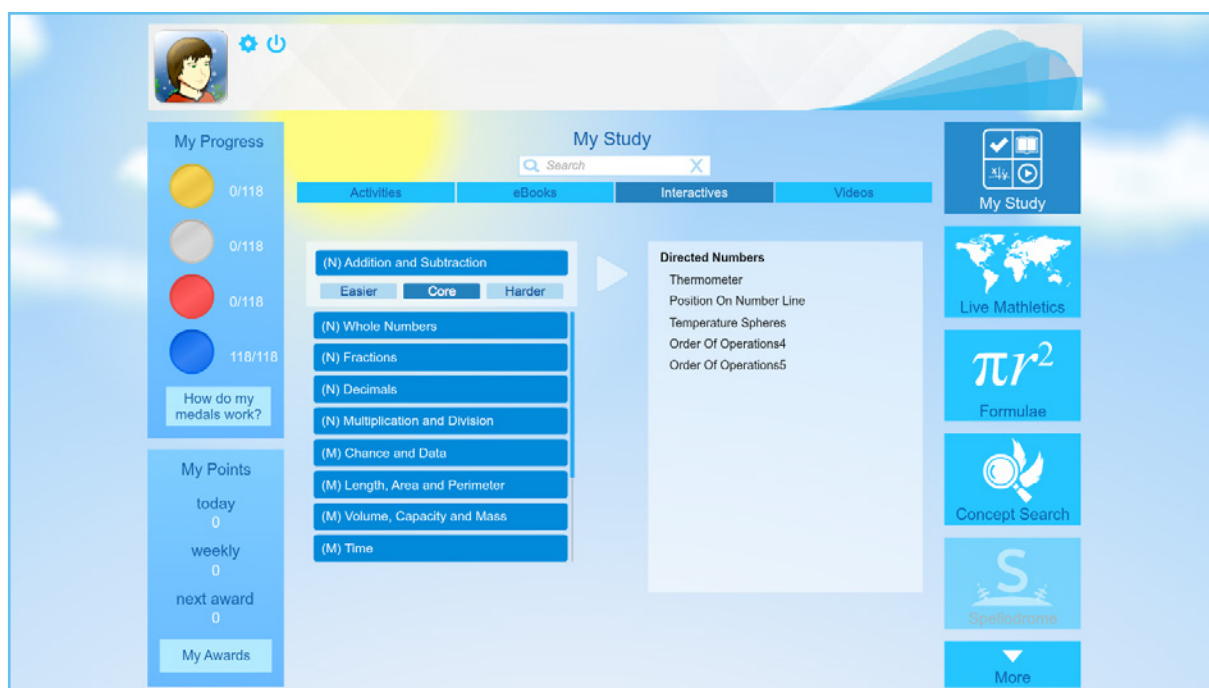 My Progress
0/118
0/118
0/118
118/118
How do my
medals work?
My Points
today
0
weekly
0
next award
0
My Awards
My Study
Search
Activities
eBooks
Interactives
Videos
(N) Addition and Subtraction
Easier
Core
Harder
(N) Whole Numbers
(N) Fractions
(N) Decimals
(N) Multiplication and Division
(M) Chance and Data
(M) Length, Area and Perimeter
(M) Volume, Capacity and Mass
(M) Time
Directed Numbers
Thermometer
Position On Number Line
Temperature Spheres
Order Of Operations4
Order Of Operations5
My Study
Live Mathletics
πr²
Formulae
Concept Search
S
Spellodrome
More